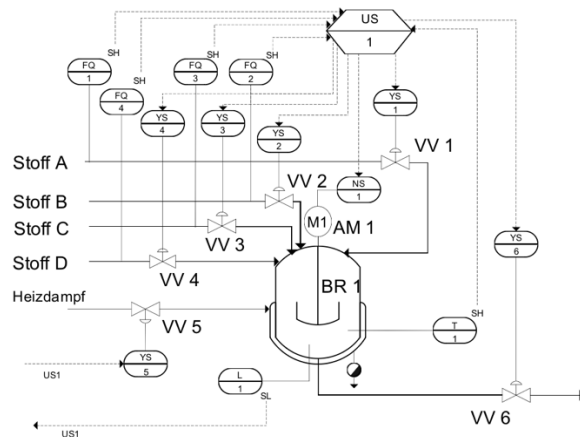 US
1
SH
SH
SH
SH
FQ
1
FQ
4
FQ
3
FQ
2
YS
1
YS
4
YS
3
YS
2
Stoff A
VV 1
NS
1
Stoff B
VV 2
M1
AM 1
Stoff C
VV 3
YS
6
Stoff D
VV 4
Heizdampf
BR 1
VV 5
T
1
SH
YS
5
US1
L
1
SL
VV 6
US1